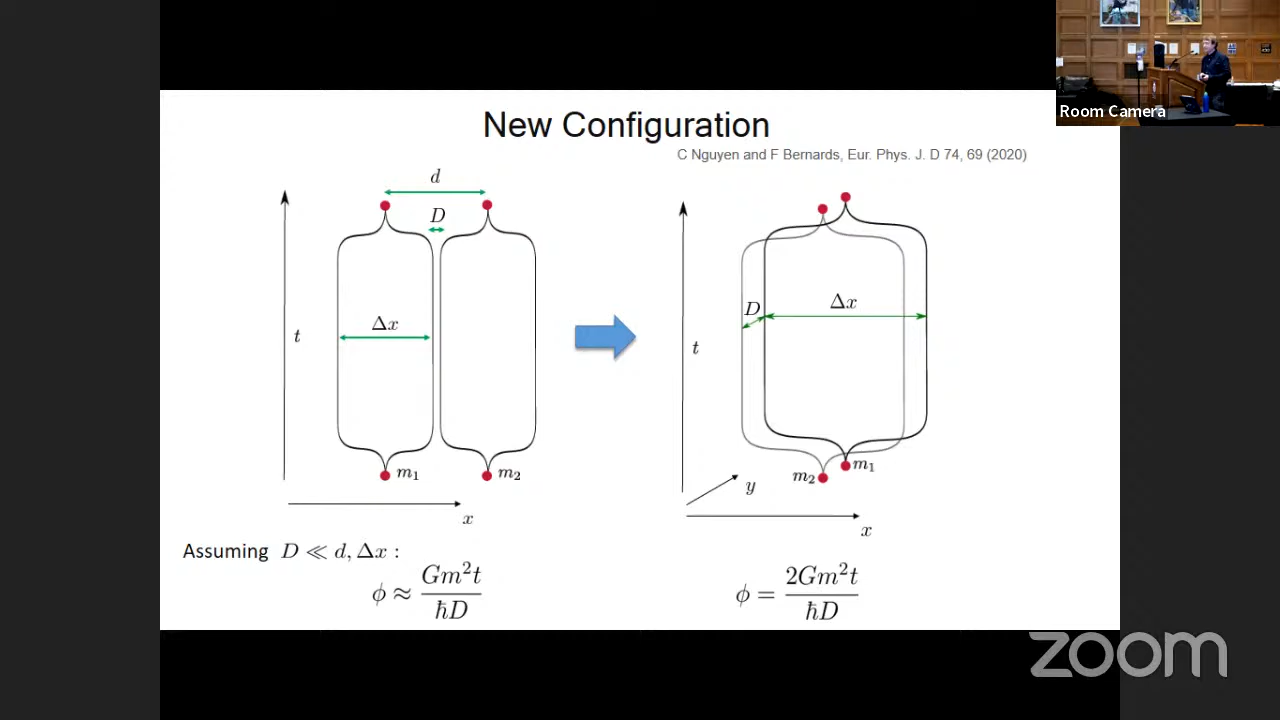 New Configuration
C Nguyen and F Bernards, Eur. Phys. J. D 74, 69 (2020)
d
D
Δx
t
m₁
m₂
x
D
Δx
t
m₁
m₂
y
x
Assuming D ≪ d, Δx :
ϕ ≈ Gm²t / ħD
ϕ = 2Gm²t / ħD
Room Camera
zoom